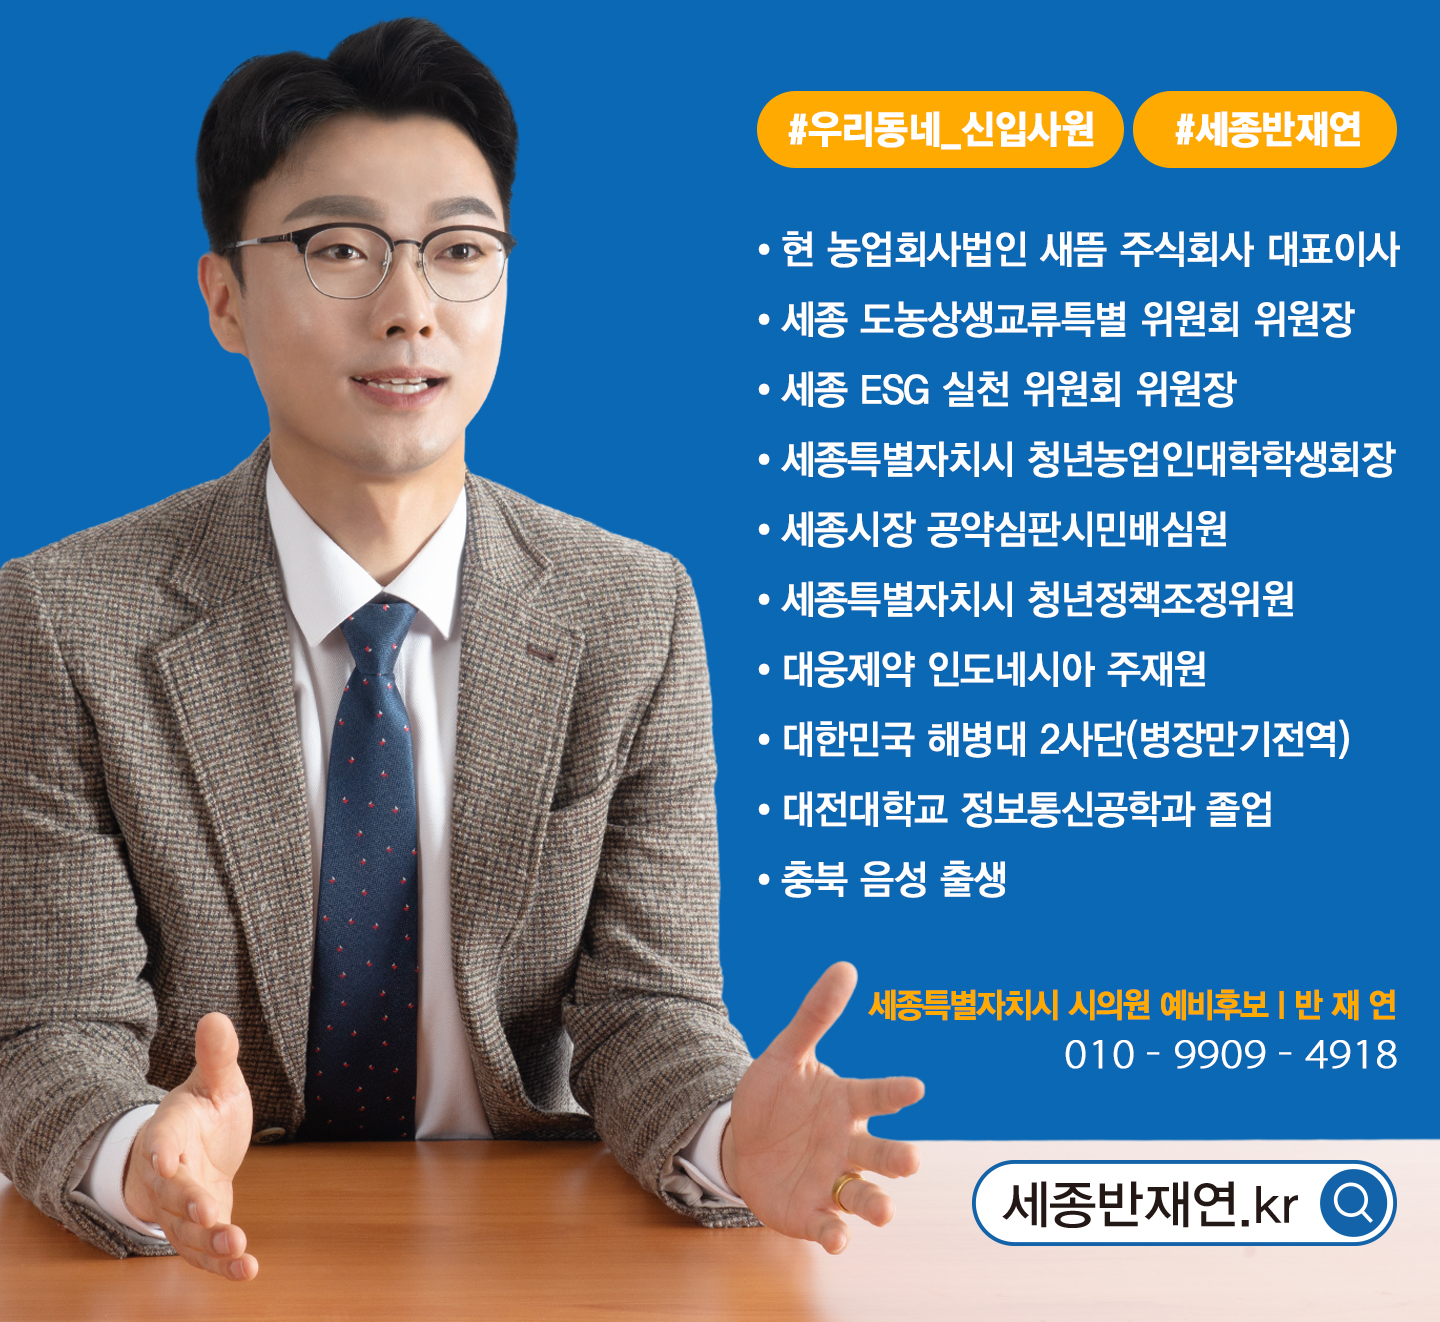 #우리동네_신입사원 #세종반재연
• 현 농업회사법인 새뜸 주식회사 대표이사
• 세종 도농상생교류특별 위원회 위원장
• 세종 ESG 실천 위원회 위원장
• 세종특별자치시 청년농업인대학학생회장
• 세종시장 공약심판시민배심원
• 세종특별자치시 청년정책조정위원
• 대웅제약 인도네시아 주재원
• 대한민국 해병대 2사단(병장만기전역)
• 대전대학교 정보통신공학과 졸업
• 충북 음성 출생
세종특별자치시 시의원 예비후보 | 반 재 연
010 - 9909 - 4918
세종반재연.kr